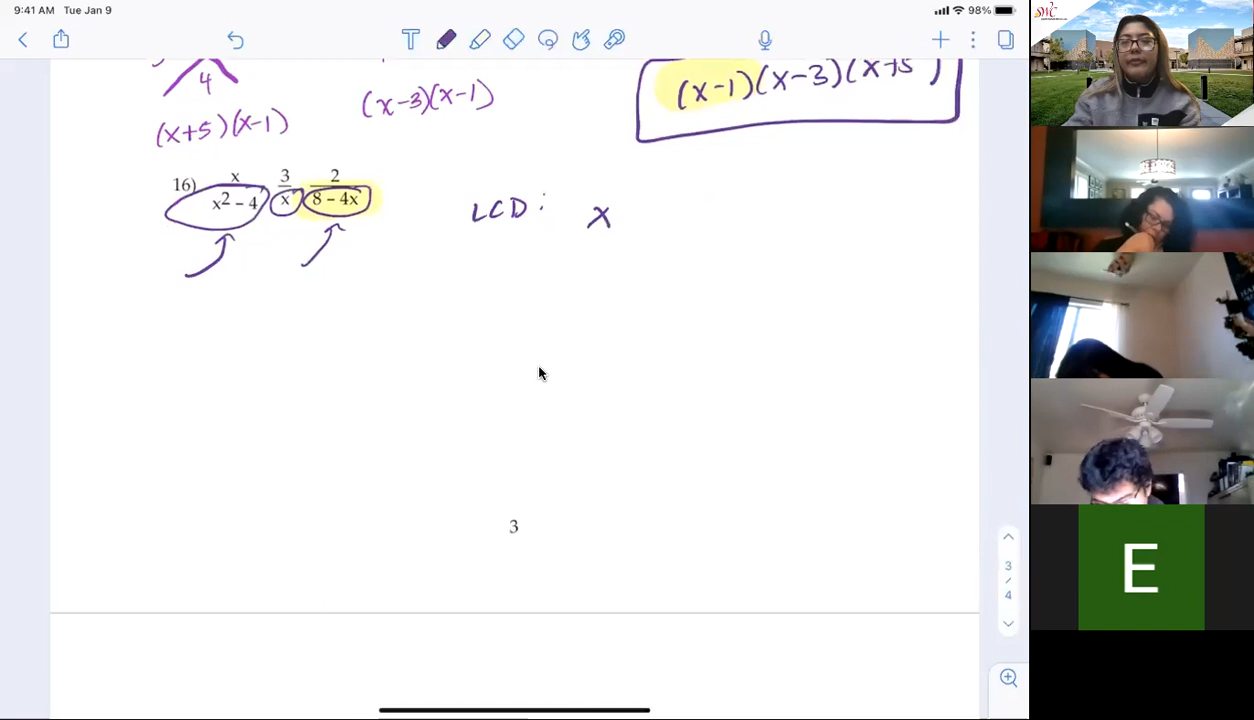 9:41 AM Tue Jan 9
98%
SWC
4
(x+5)(x-1)
(x-3)(x-1)
(x-1)(x-3)(x+5)
16) x/(x² - 4), 3/x, 2/(8 - 4x)
LCD: x
3
3
/
4
E